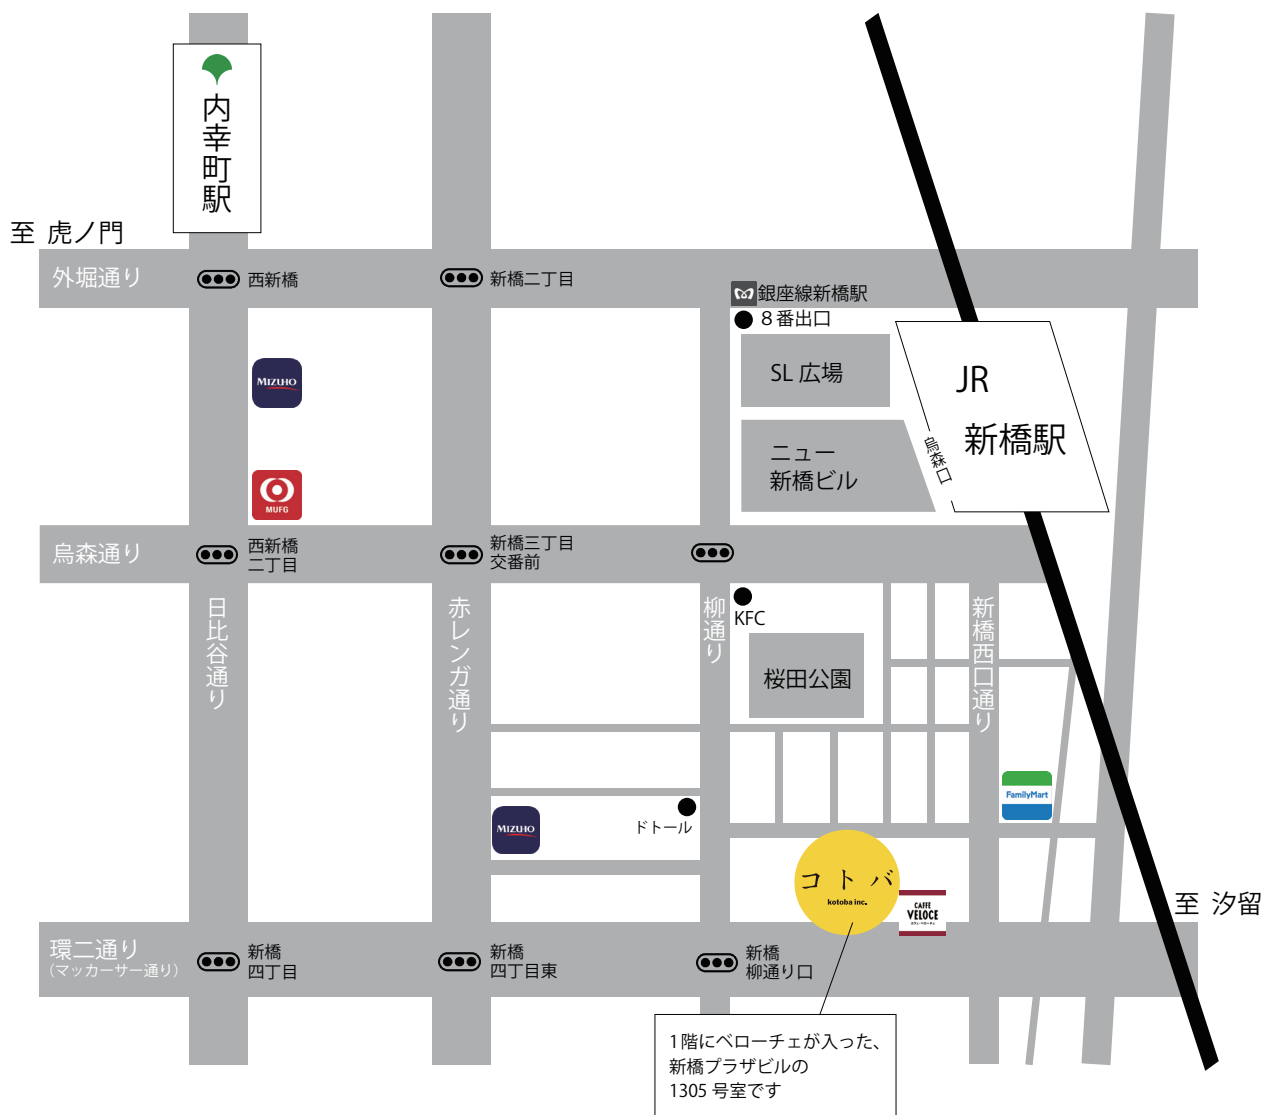 内幸町駅
至 虎ノ門
外堀通り
西新橋
新橋二丁目
銀座線新橋駅
8番出口
SL 広場
JR
新橋駅
烏森口
ニュー
新橋ビル
MIZUHO
MUFG
烏森通り
西新橋
二丁目
新橋三丁目
交番前
日比谷通り
赤レンガ通り
柳通り
新橋西口通り
KFC
桜田公園
FamilyMart
MIZUHO
ドトール
コトバ
kotoba inc.
CAFFE
VELOCE
カフェ・ベローチェ
至 汐留
環二通り
(マッカーサー通り)
新橋
四丁目
新橋
四丁目東
新橋
柳通り口
1階にベローチェが入った、
新橋プラザビルの
1305 号室です